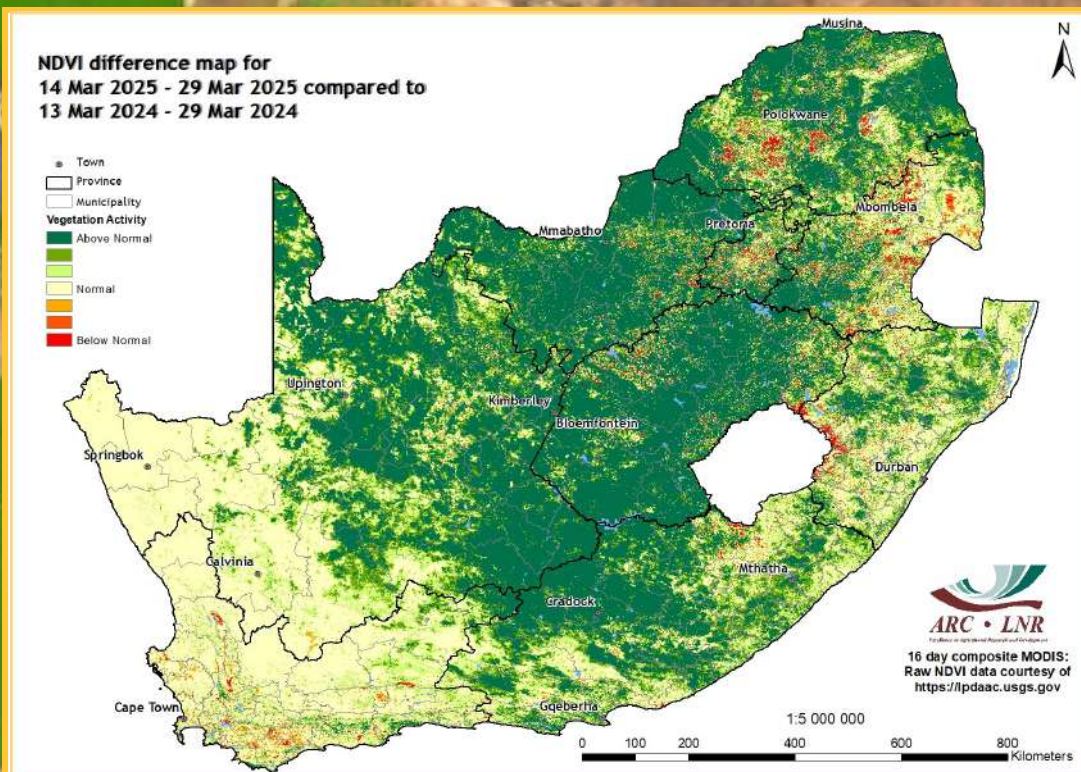 NDVI difference map for
14 Mar 2025 - 29 Mar 2025 compared to
13 Mar 2024 - 29 Mar 2024
Town
Province
Municipality
Vegetation Activity
Above Normal
Normal
Below Normal
N
Musina
Polokwane
Mbombela
Pretoria
Mmabatho
Upington
Kimberley
Bloemfontein
Springbok
Durban
Calvinia
Mthatha
Cradock
Cape Town
Gqeberha
ARC • LNR
16 day composite MODIS:
Raw NDVI data courtesy of
https://lpdaac.usgs.gov
1:5 000 000
0 100 200 400 600 800
Kilometers